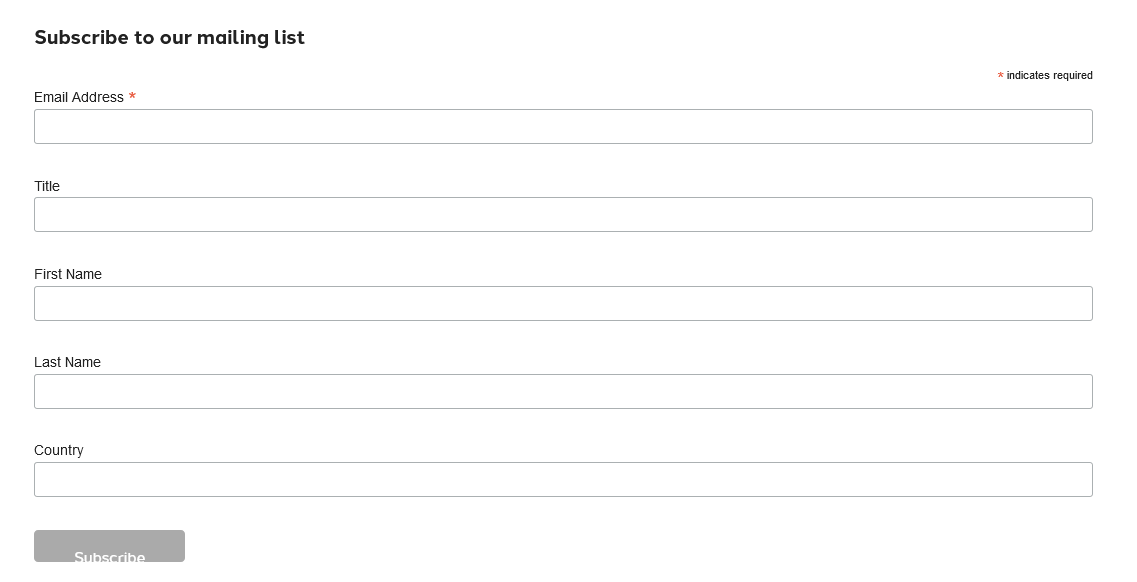 Subscribe to our mailing list
* indicates required
Email Address *
Title
First Name
Last Name
Country
Subscribe